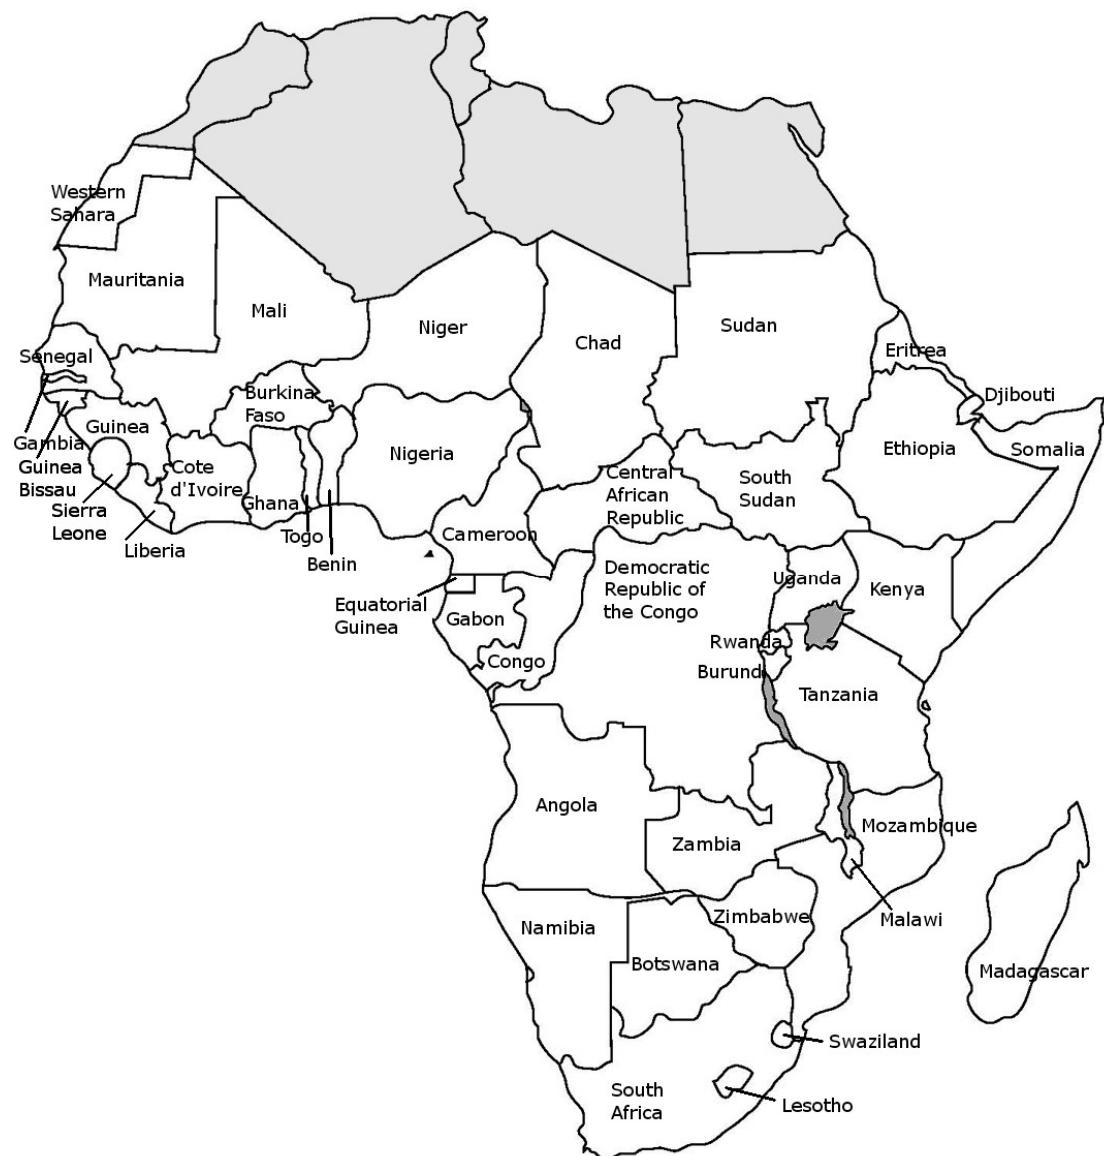 Western
Sahara
Mauritania
Mali
Niger
Chad
Sudan
Eritrea
Djibouti
Senegal
Burkina
Faso
Gambia
Guinea
Guinea
Bissau
Sierra
Leone
Liberia
Cote
d'Ivoire
Ghana
Togo
Benin
Nigeria
Cameroon
Central
African
Republic
South
Sudan
Ethiopia
Somalia
Equatorial
Guinea
Gabon
Congo
Democratic
Republic of
the Congo
Uganda
Kenya
Rwanda
Burundi
Tanzania
Angola
Zambia
Mozambique
Malawi
Namibia
Zimbabwe
Botswana
Madagascar
Swaziland
South
Africa
Lesotho